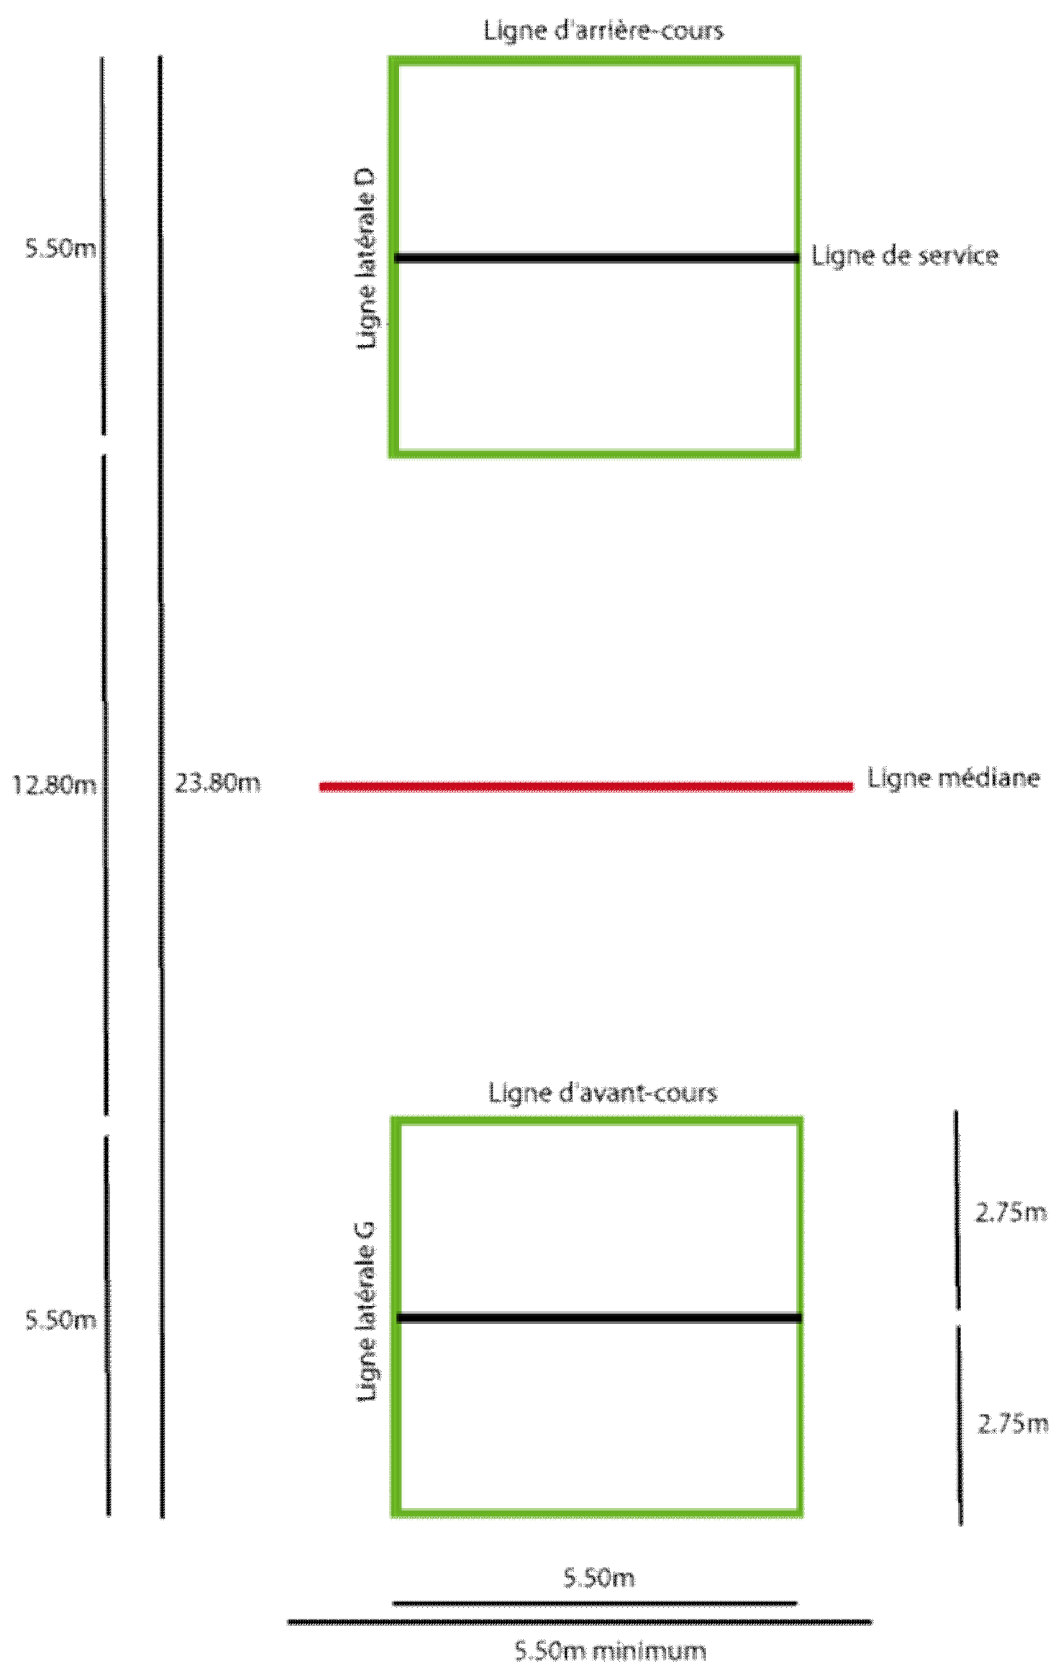 Ligne d'arrière-cours
Ligne latérale D
5.50m
Ligne de service
12.80m
23.80m
Ligne médiane
Ligne d'avant-cours
Ligne latérale G
2.75m
5.50m
2.75m
5.50m
5.50m minimum